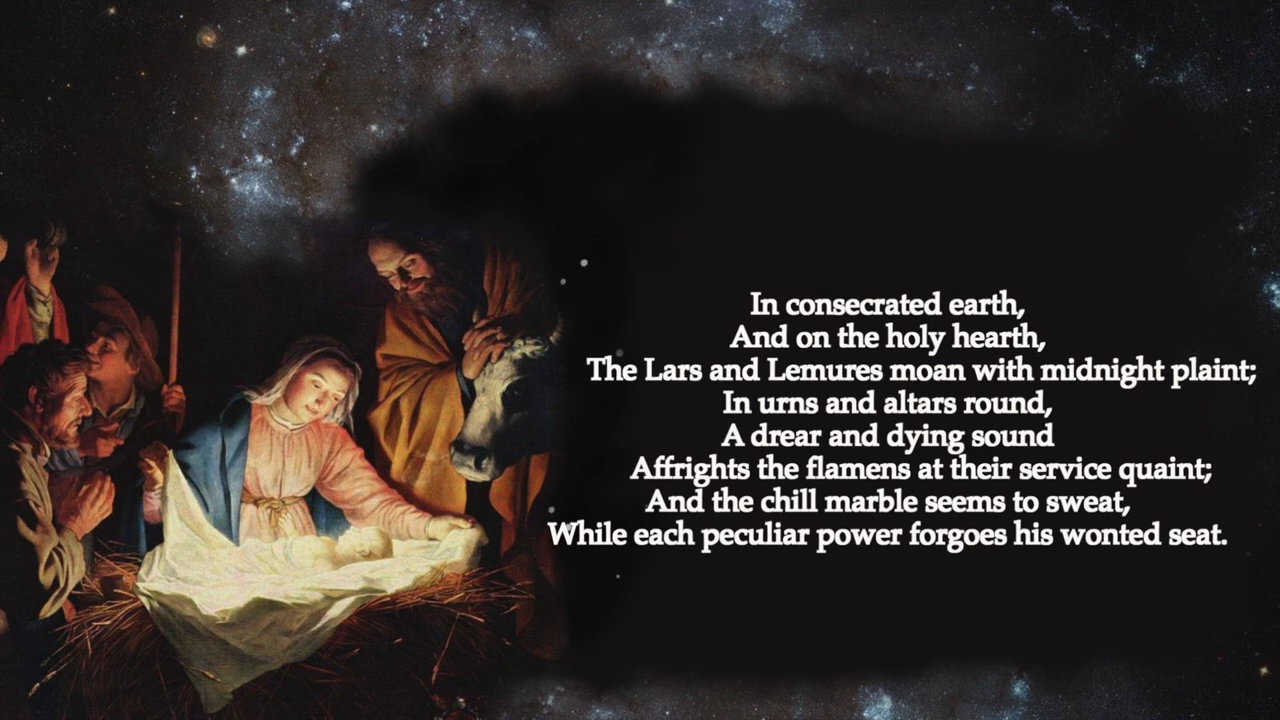 In consecrated earth,
And on the holy hearth,
The Lars and Lemures moan with midnight plaint;
In urns and altars round,
A drear and dying sound
Affrights the flamens at their service quaint;
And the chill marble seems to sweat,
While each peculiar power forgoes his wonted seat.